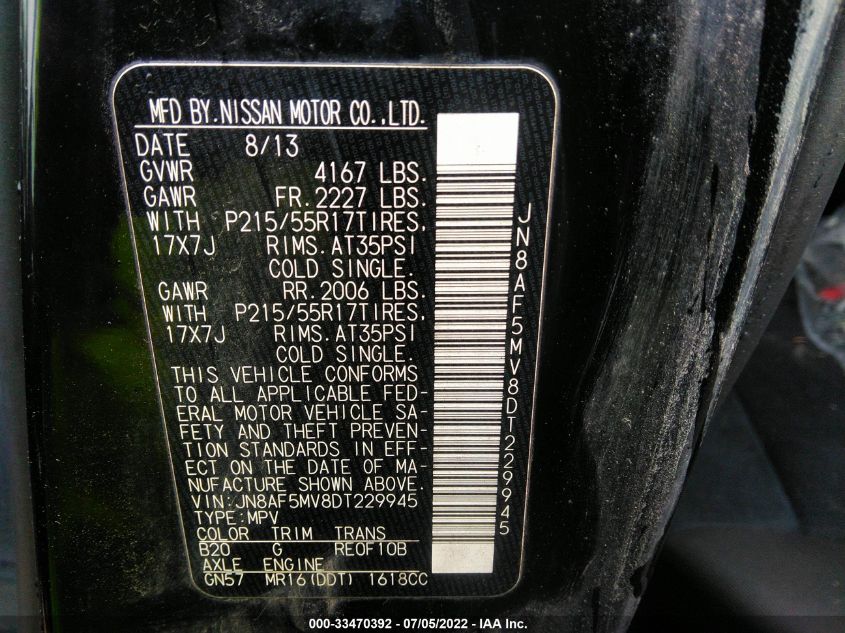 MFD BY.NISSAN MOTOR CO.,LTD.
DATE 8/13
GVWR 4167 LBS.
GAWR FR.2227 LBS.
WITH P215/55R17TIRES,
17X7J RIMS.AT35PSI
COLD SINGLE.
GAWR RR.2006 LBS.
WITH P215/55R17TIRES,
17X7J RIMS.AT35PSI
COLD SINGLE.
THIS VEHICLE CONFORMS
TO ALL APPLICABLE FED-
ERAL MOTOR VEHICLE SA-
FETY AND THEFT PREVEN-
TION STANDARDS IN EFF-
ECT ON THE DATE OF MA-
NUFACTURE SHOWN ABOVE.
VIN:JN8AF5MV8DT229945
TYPE:MPV
COLOR TRIM TRANS
B20 G RE0F10B
AXLE ENGINE
GN57 MR16(DDT) 1618CC
JN8AF5MV8DT229945
000-33470392 - 07/05/2022 - IAA Inc.